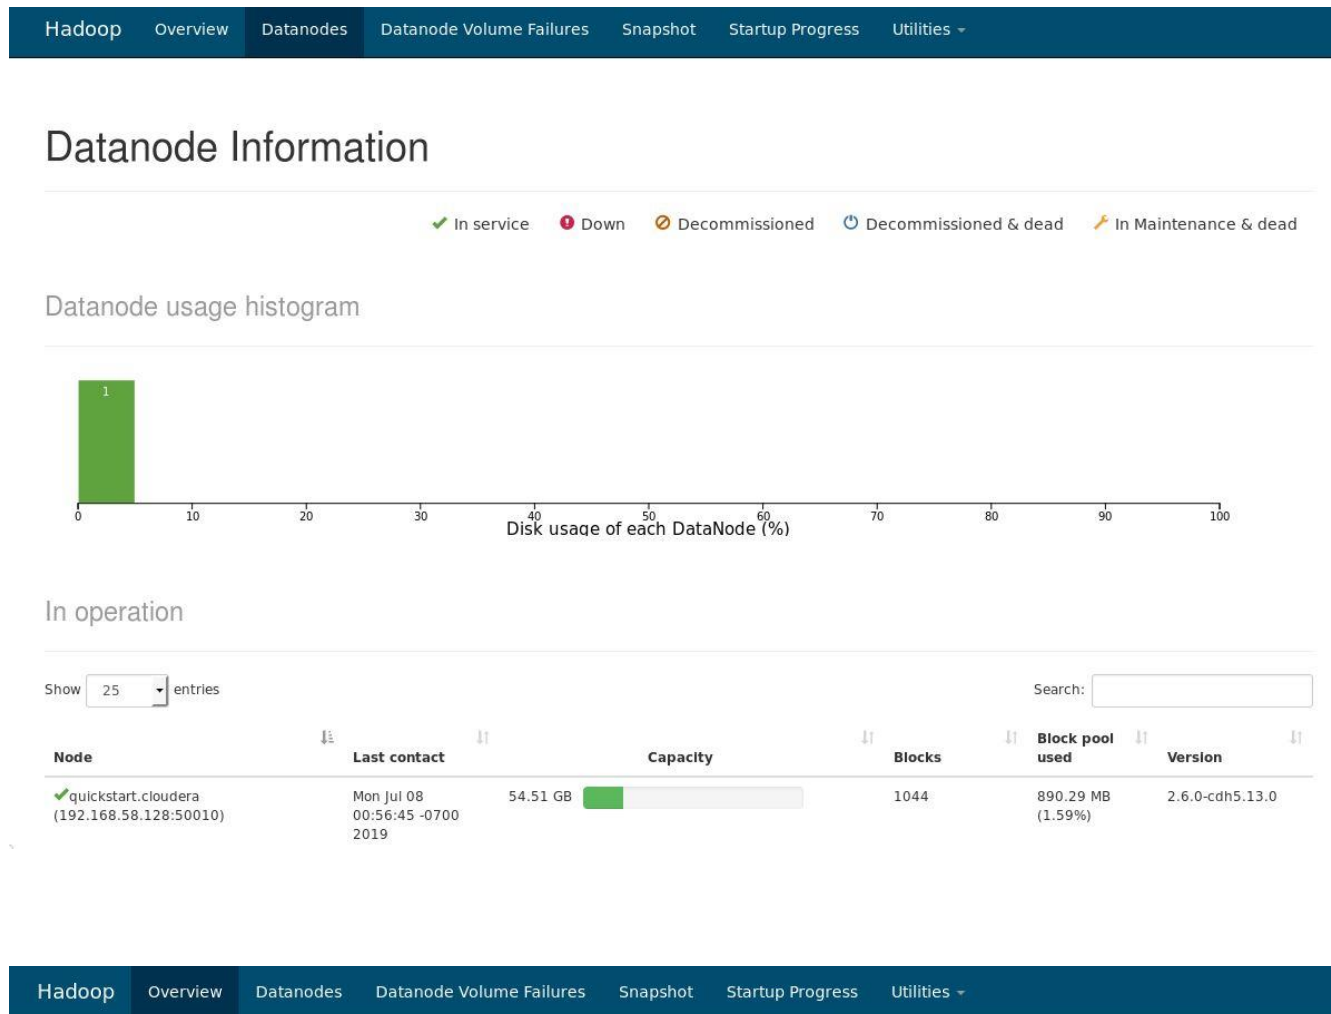 Hadoop Overview Datanodes Datanode Volume Failures Snapshot Startup Progress Utilities
Datanode Information
In service Down Decommissioned Decommissioned & dead In Maintenance & dead
Datanode usage histogram
1
0 10 20 30 40 50 60 70 80 90 100
Disk usage of each DataNode (%)
In operation
Show 25 entries Search:
Node Last contact Capacity Blocks Block pool used Version
quickstart.cloudera Mon Jul 08 54.51 GB 1044 890.29 MB 2.6.0-cdh5.13.0
(192.168.58.128:50010) 00:56:45 -0700 (1.59%)
2019
Hadoop Overview Datanodes Datanode Volume Failures Snapshot Startup Progress Utilities